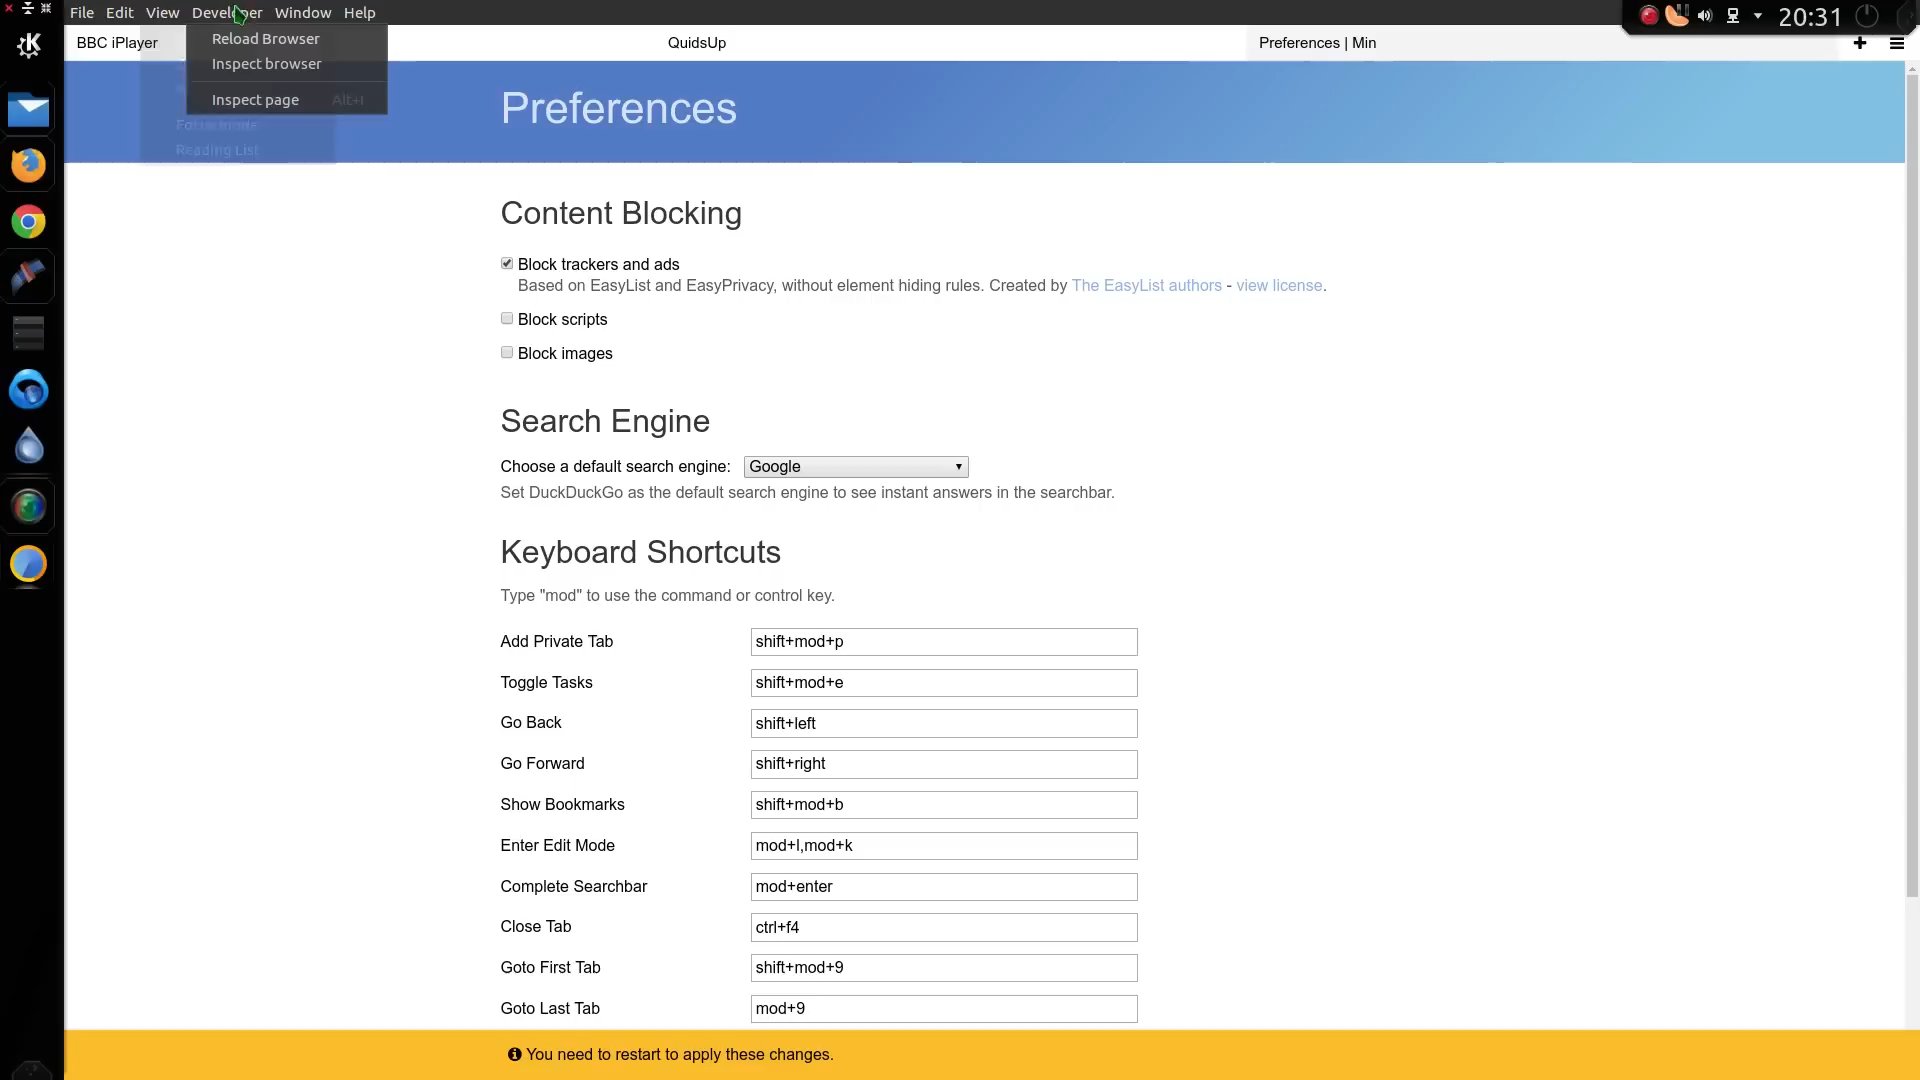 File Edit View Developer Window Help
20:31
BBC iPlayer
QuidsUp
Preferences | Min
Reload Browser
Inspect browser
Inspect page Alt+I
Reading List
Preferences
Content Blocking
Block trackers and ads
Based on EasyList and EasyPrivacy, without element hiding rules. Created by The EasyList authors - view license.
Block scripts
Block images
Search Engine
Choose a default search engine: Google
Set DuckDuckGo as the default search engine to see instant answers in the searchbar.
Keyboard Shortcuts
Type "mod" to use the command or control key.
Add Private Tab shift+mod+p
Toggle Tasks shift+mod+e
Go Back shift+left
Go Forward shift+right
Show Bookmarks shift+mod+b
Enter Edit Mode mod+l,mod+k
Complete Searchbar mod+enter
Close Tab ctrl+f4
Goto First Tab shift+mod+9
Goto Last Tab mod+9
You need to restart to apply these changes.